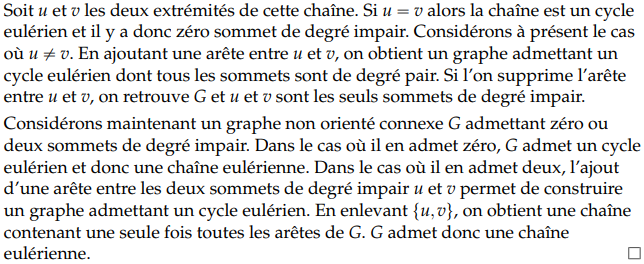 Soit u et v les deux extrémités de cette chaîne. Si u = v alors la chaîne est un cycle
eulérien et il y a donc zéro sommet de degré impair. Considérons à présent le cas
où u ≠ v. En ajoutant une arête entre u et v, on obtient un graphe admettant un
cycle eulérien dont tous les sommets sont de degré pair. Si l'on supprime l'arête
entre u et v, on retrouve G et u et v sont les seuls sommets de degré impair.
Considérons maintenant un graphe non orienté connexe G admettant zéro ou
deux sommets de degré impair. Dans le cas où il en admet zéro, G admet un cycle
eulérien et donc une chaîne eulérienne. Dans le cas où il en admet deux, l'ajout
d'une arête entre les deux sommets de degré impair u et v permet de construire
un graphe admettant un cycle eulérien. En enlevant {u, v}, on obtient une chaîne
contenant une seule fois toutes les arêtes de G. G admet donc une chaîne
eulérienne. □